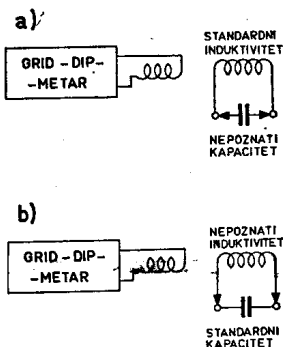 a)
GRID-DIP-
-METAR
STANDARDNI
INDUKTIVITET
NEPOZNATI
KAPACITET
b)
GRID-DIP-
-METAR
NEPOZNATI
INDUKTIVITET
STANDARDNI
KAPACITET